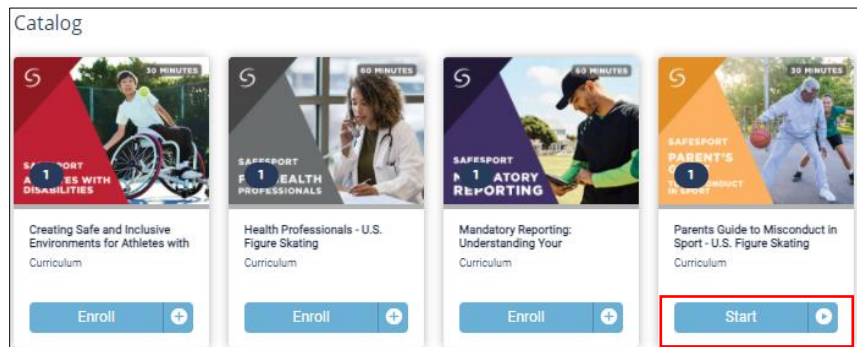 Catalog
30 MINUTES
SAFESPORT
WITH
DISABILITIES
1
60 MINUTES
HEALTH
PROFESSIONALS
1
60 MINUTES
SAFESPORT
REPORTING
1
30 MINUTES
SAFESPORT
PARENT'S
IN SPORT
1
Creating Safe and Inclusive
Environments for Athletes with
Curriculum
Enroll
Health Professionals - U.S.
Figure Skating
Curriculum
Enroll
Mandatory Reporting:
Understanding Your
Curriculum
Enroll
Parents Guide to Misconduct in
Sport - U.S. Figure Skating
Curriculum
Start